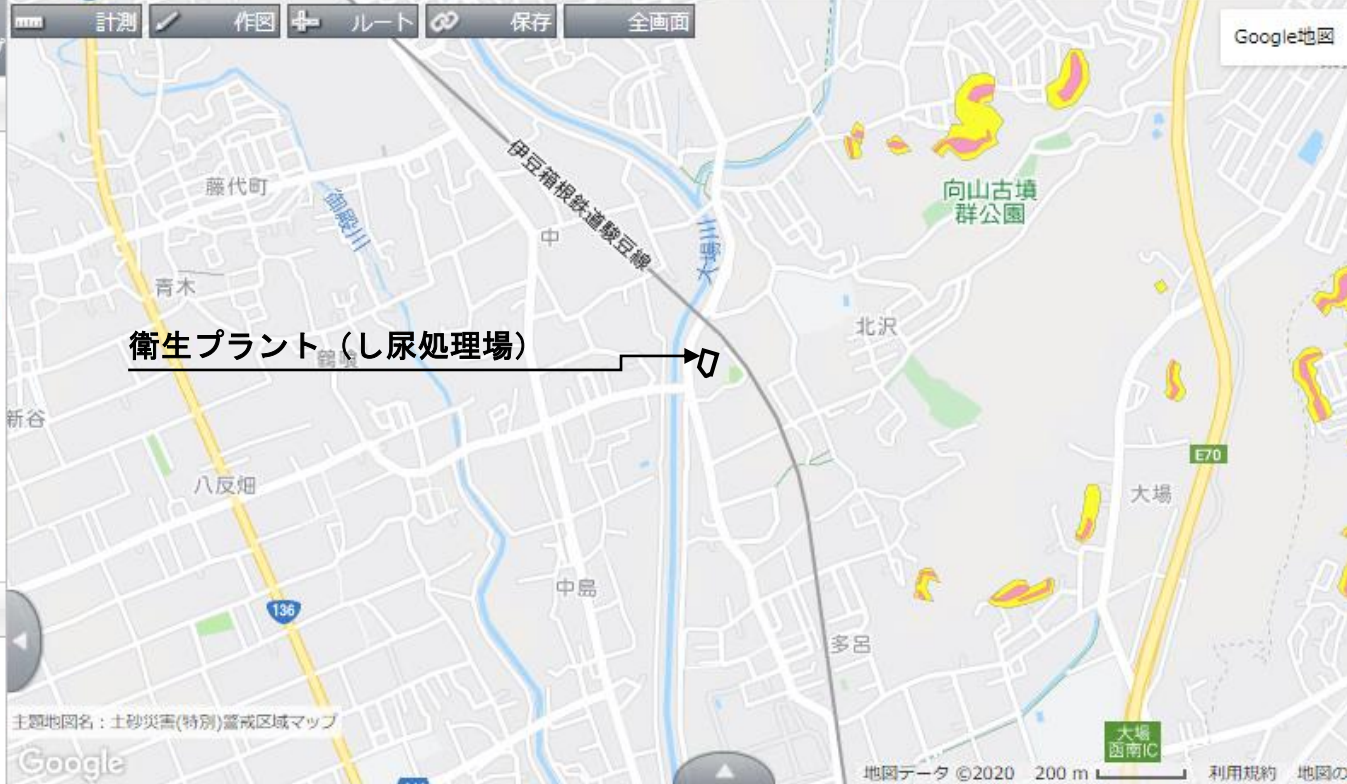 計測
作図
ルート
保存
全画面
Google地図
伊豆箱根鉄道駿豆線
藤代町
御殿川
中
大場川
向山古墳
群公園
青木
北沢
衛生プラント（し尿処理場）
鶴喰
新谷
E70
八反畑
大場
中島
136
多呂
主題地図名：土砂災害(特別)警戒区域マップ
大場
函南IC
Google
地図データ ©2020
200 m
利用規約
地図の